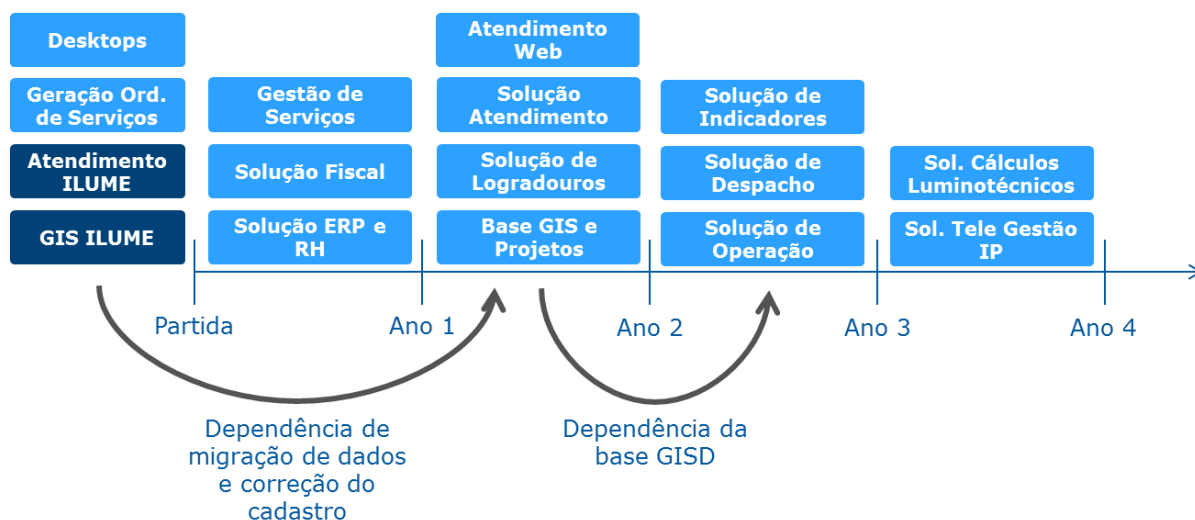 Desktops
Geração Ord.
de Serviços
Atendimento
ILUME
GIS ILUME
Gestão de
Serviços
Solução Fiscal
Solução ERP e
RH
Atendimento
Web
Solução
Atendimento
Solução de
Logradouros
Base GIS e
Projetos
Solução de
Indicadores
Solução de
Despacho
Solução de
Operação
Sol. Cálculos
Luminotécnicos
Sol. Tele Gestão
IP
Partida
Ano 1
Ano 2
Ano 3
Ano 4
Dependência de
migração de dados
e correção do
cadastro
Dependência da
base GISD